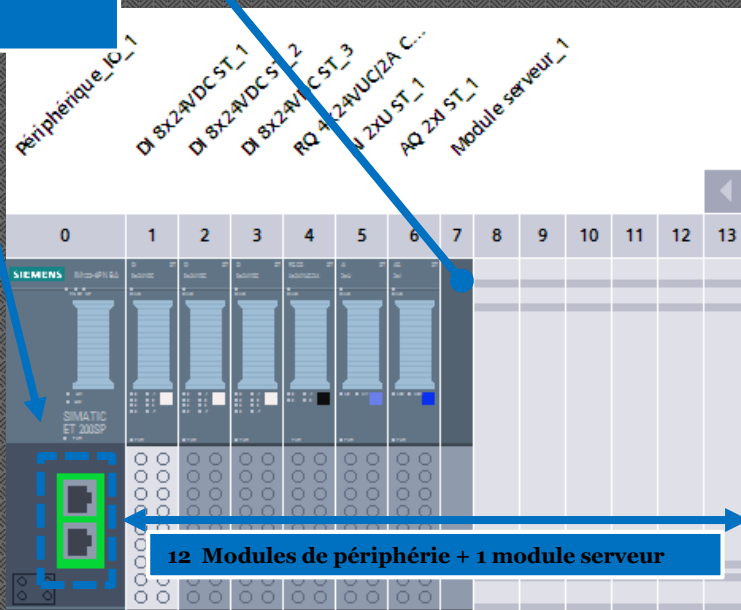 Périphérique_IO_1
DI 8x24VDC ST_1
DI 8x24VDC ST_2
DI 8x24VDC ST_3
RQ 4x24VUC/2A C...
2xU ST_1
AQ 2xI ST_1
Module serveur_1
0 1 2 3 4 5 6 7 8 9 10 11 12 13
SIEMENS
SIMATIC
ET 200SP
12 Modules de périphérie + 1 module serveur